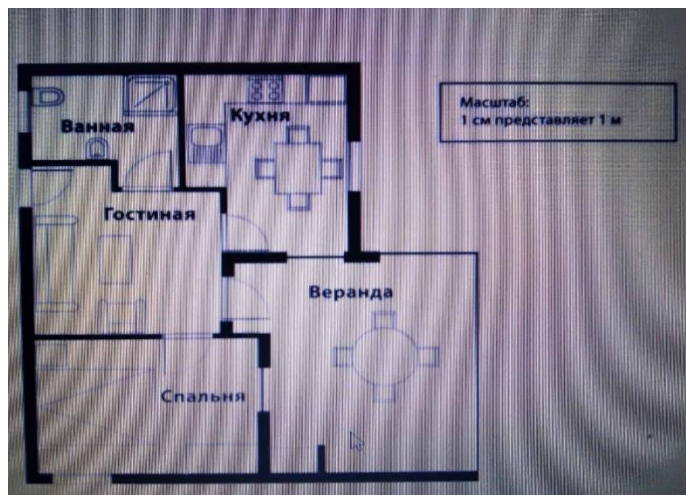 Масштаб:
1 см представляет 1 м
Ванная
Кухня
Гостиная
Веранда
Спальня